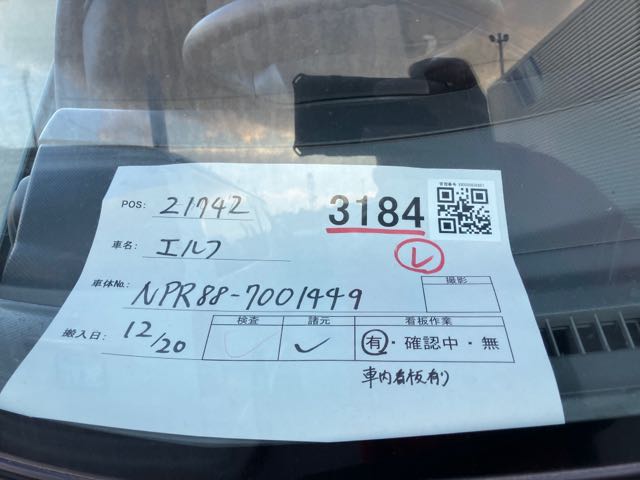 POS: 21742
3184
レ
車名: エルフ
車体No.: NPR88-7001449
撮影
搬入日: 12/20
検査 諸元 看板作業
✓ ✓ 有・確認中・無
車内看板有り